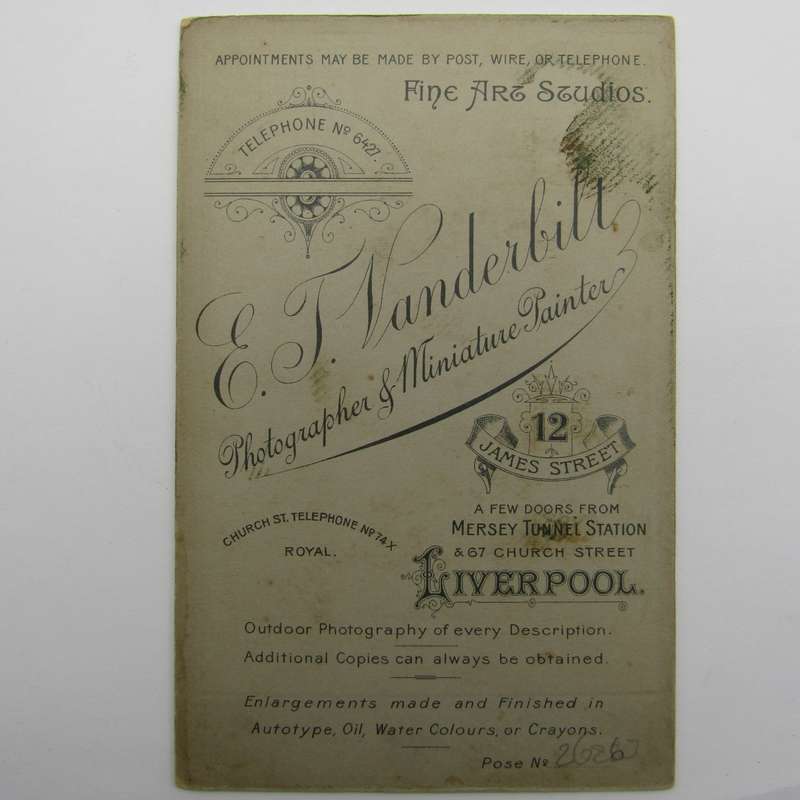 APPOINTMENTS MAY BE MADE BY POST, WIRE, OR TELEPHONE.
Fine Art Studios.
TELEPHONE Nº 6427.
E. T. Vanderbilt
Photographer & Miniature Painter
12
JAMES STREET
A FEW DOORS FROM
MERSEY TUNNEL STATION
& 67 CHURCH STREET
LIVERPOOL.
CHURCH ST. TELEPHONE Nº 74X
ROYAL.
Outdoor Photography of every Description.
Additional Copies can always be obtained.
Enlargements made and Finished in
Autotype, Oil, Water Colours, or Crayons.
Pose Nº